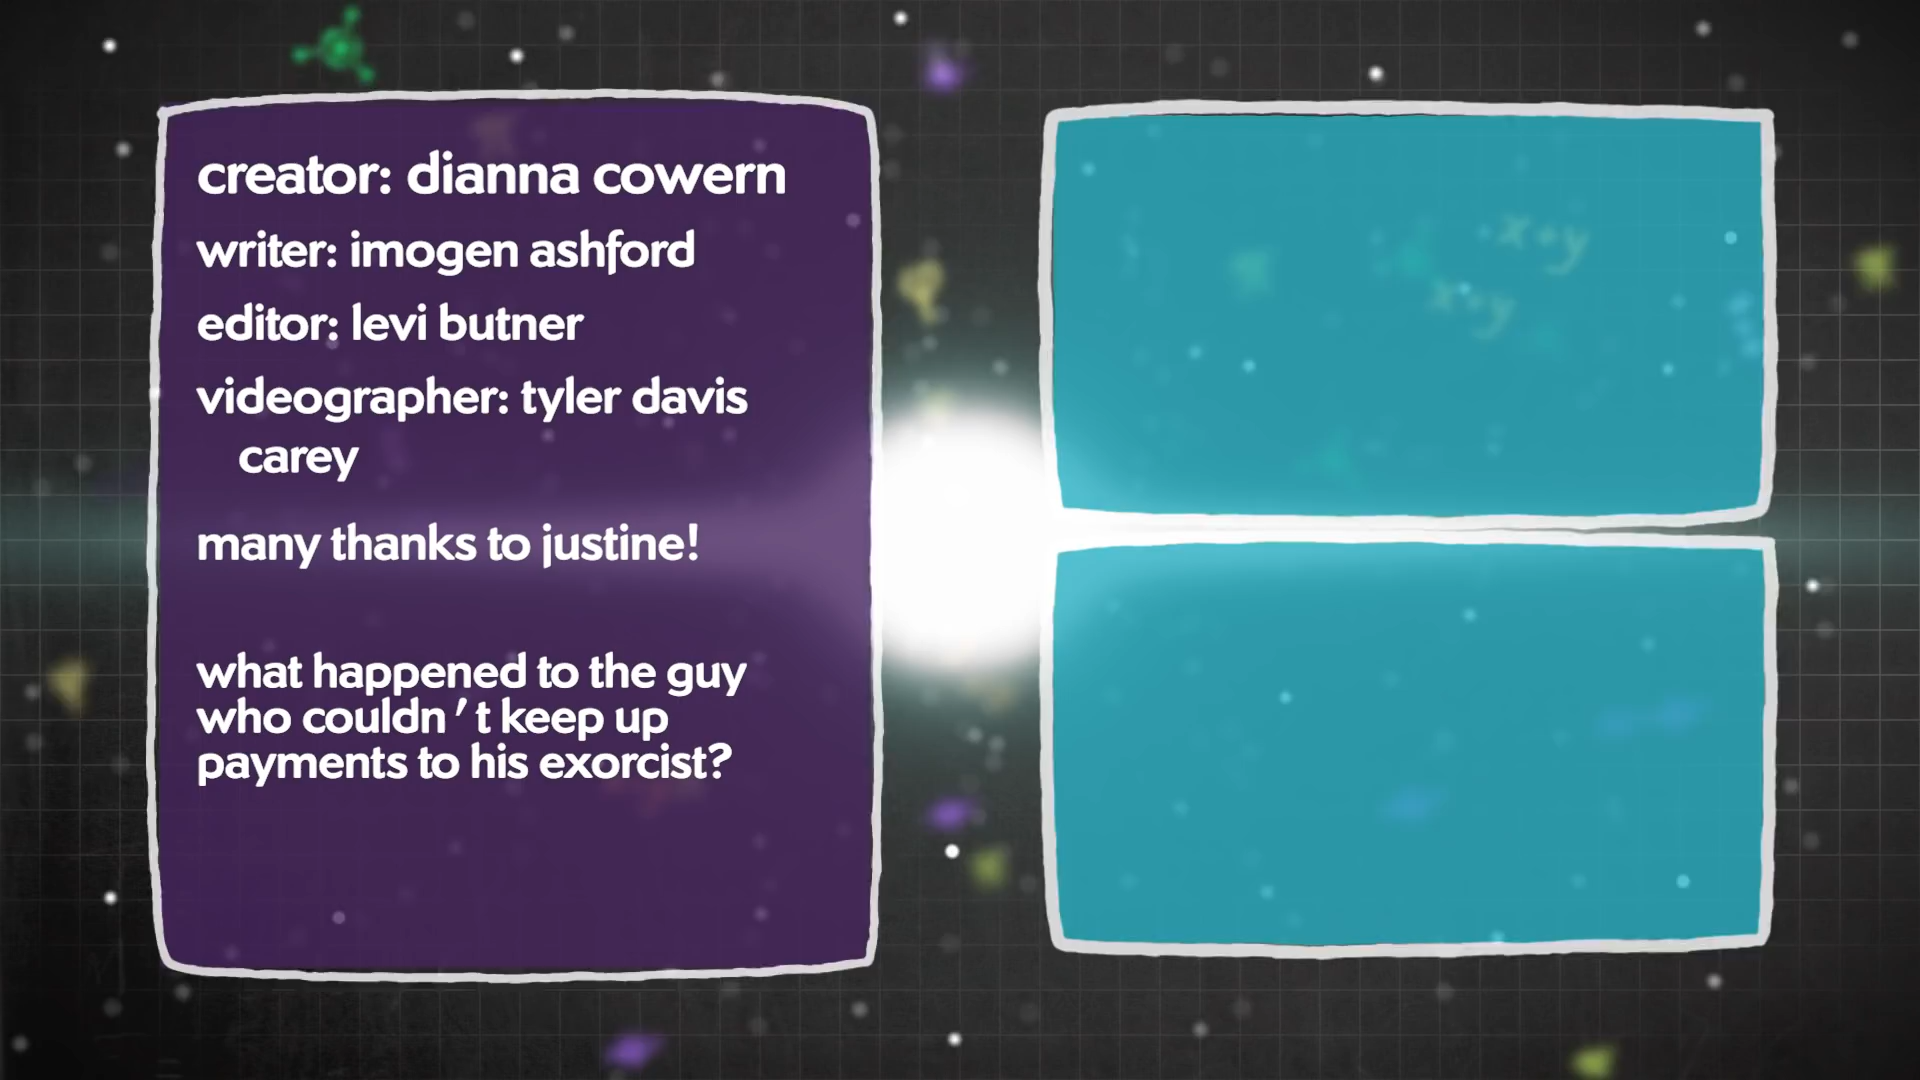 creator: dianna cowern
writer: imogen ashford
editor: levi butner
videographer: tyler davis
carey
many thanks to justine!
what happened to the guy
who couldn't keep up
payments to his exorcist?
x+y
x+y